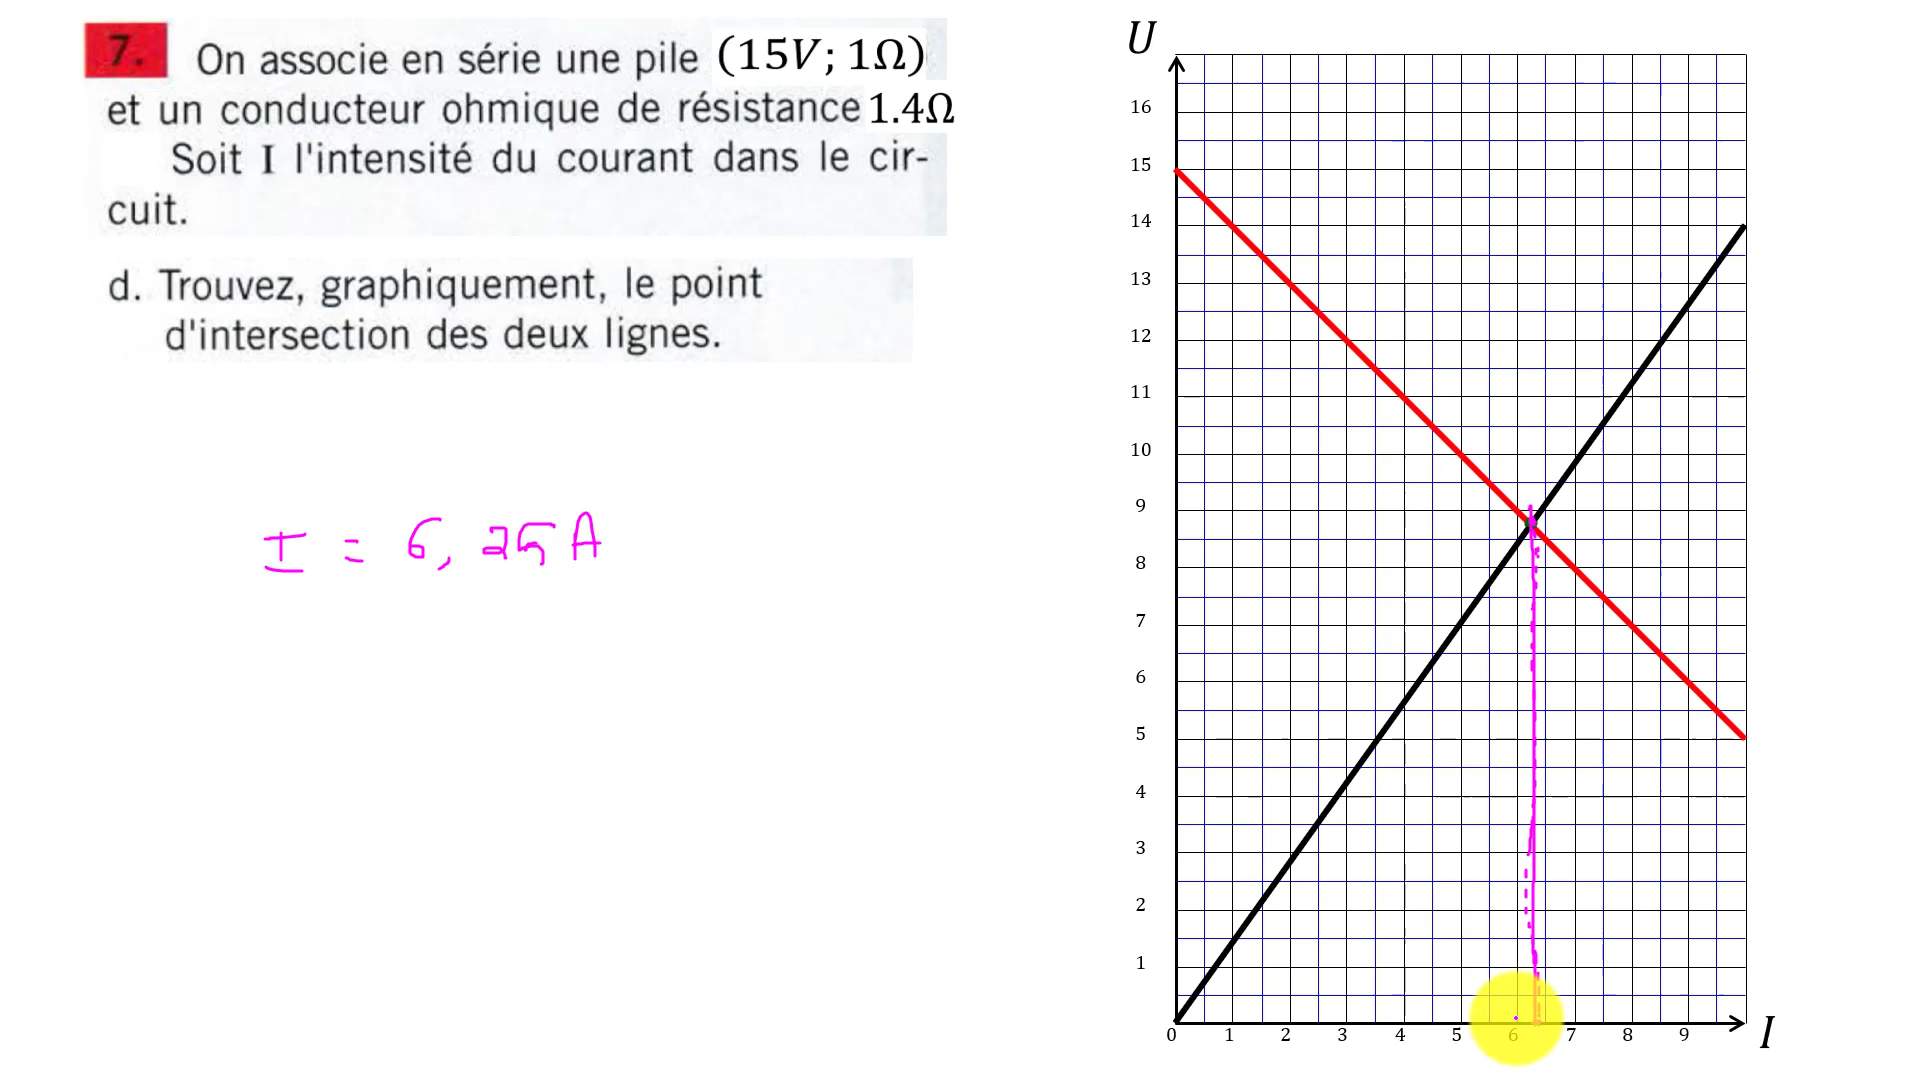 7. On associe en série une pile (15V; 1Ω)
et un conducteur ohmique de résistance 1.4Ω
Soit I l'intensité du courant dans le cir-
cuit.
d. Trouvez, graphiquement, le point
d'intersection des deux lignes.
I = 6,25A
U
16
15
14
13
12
11
10
9
8
7
6
5
4
3
2
1
0 1 2 3 4 5 6 7 8 9 I